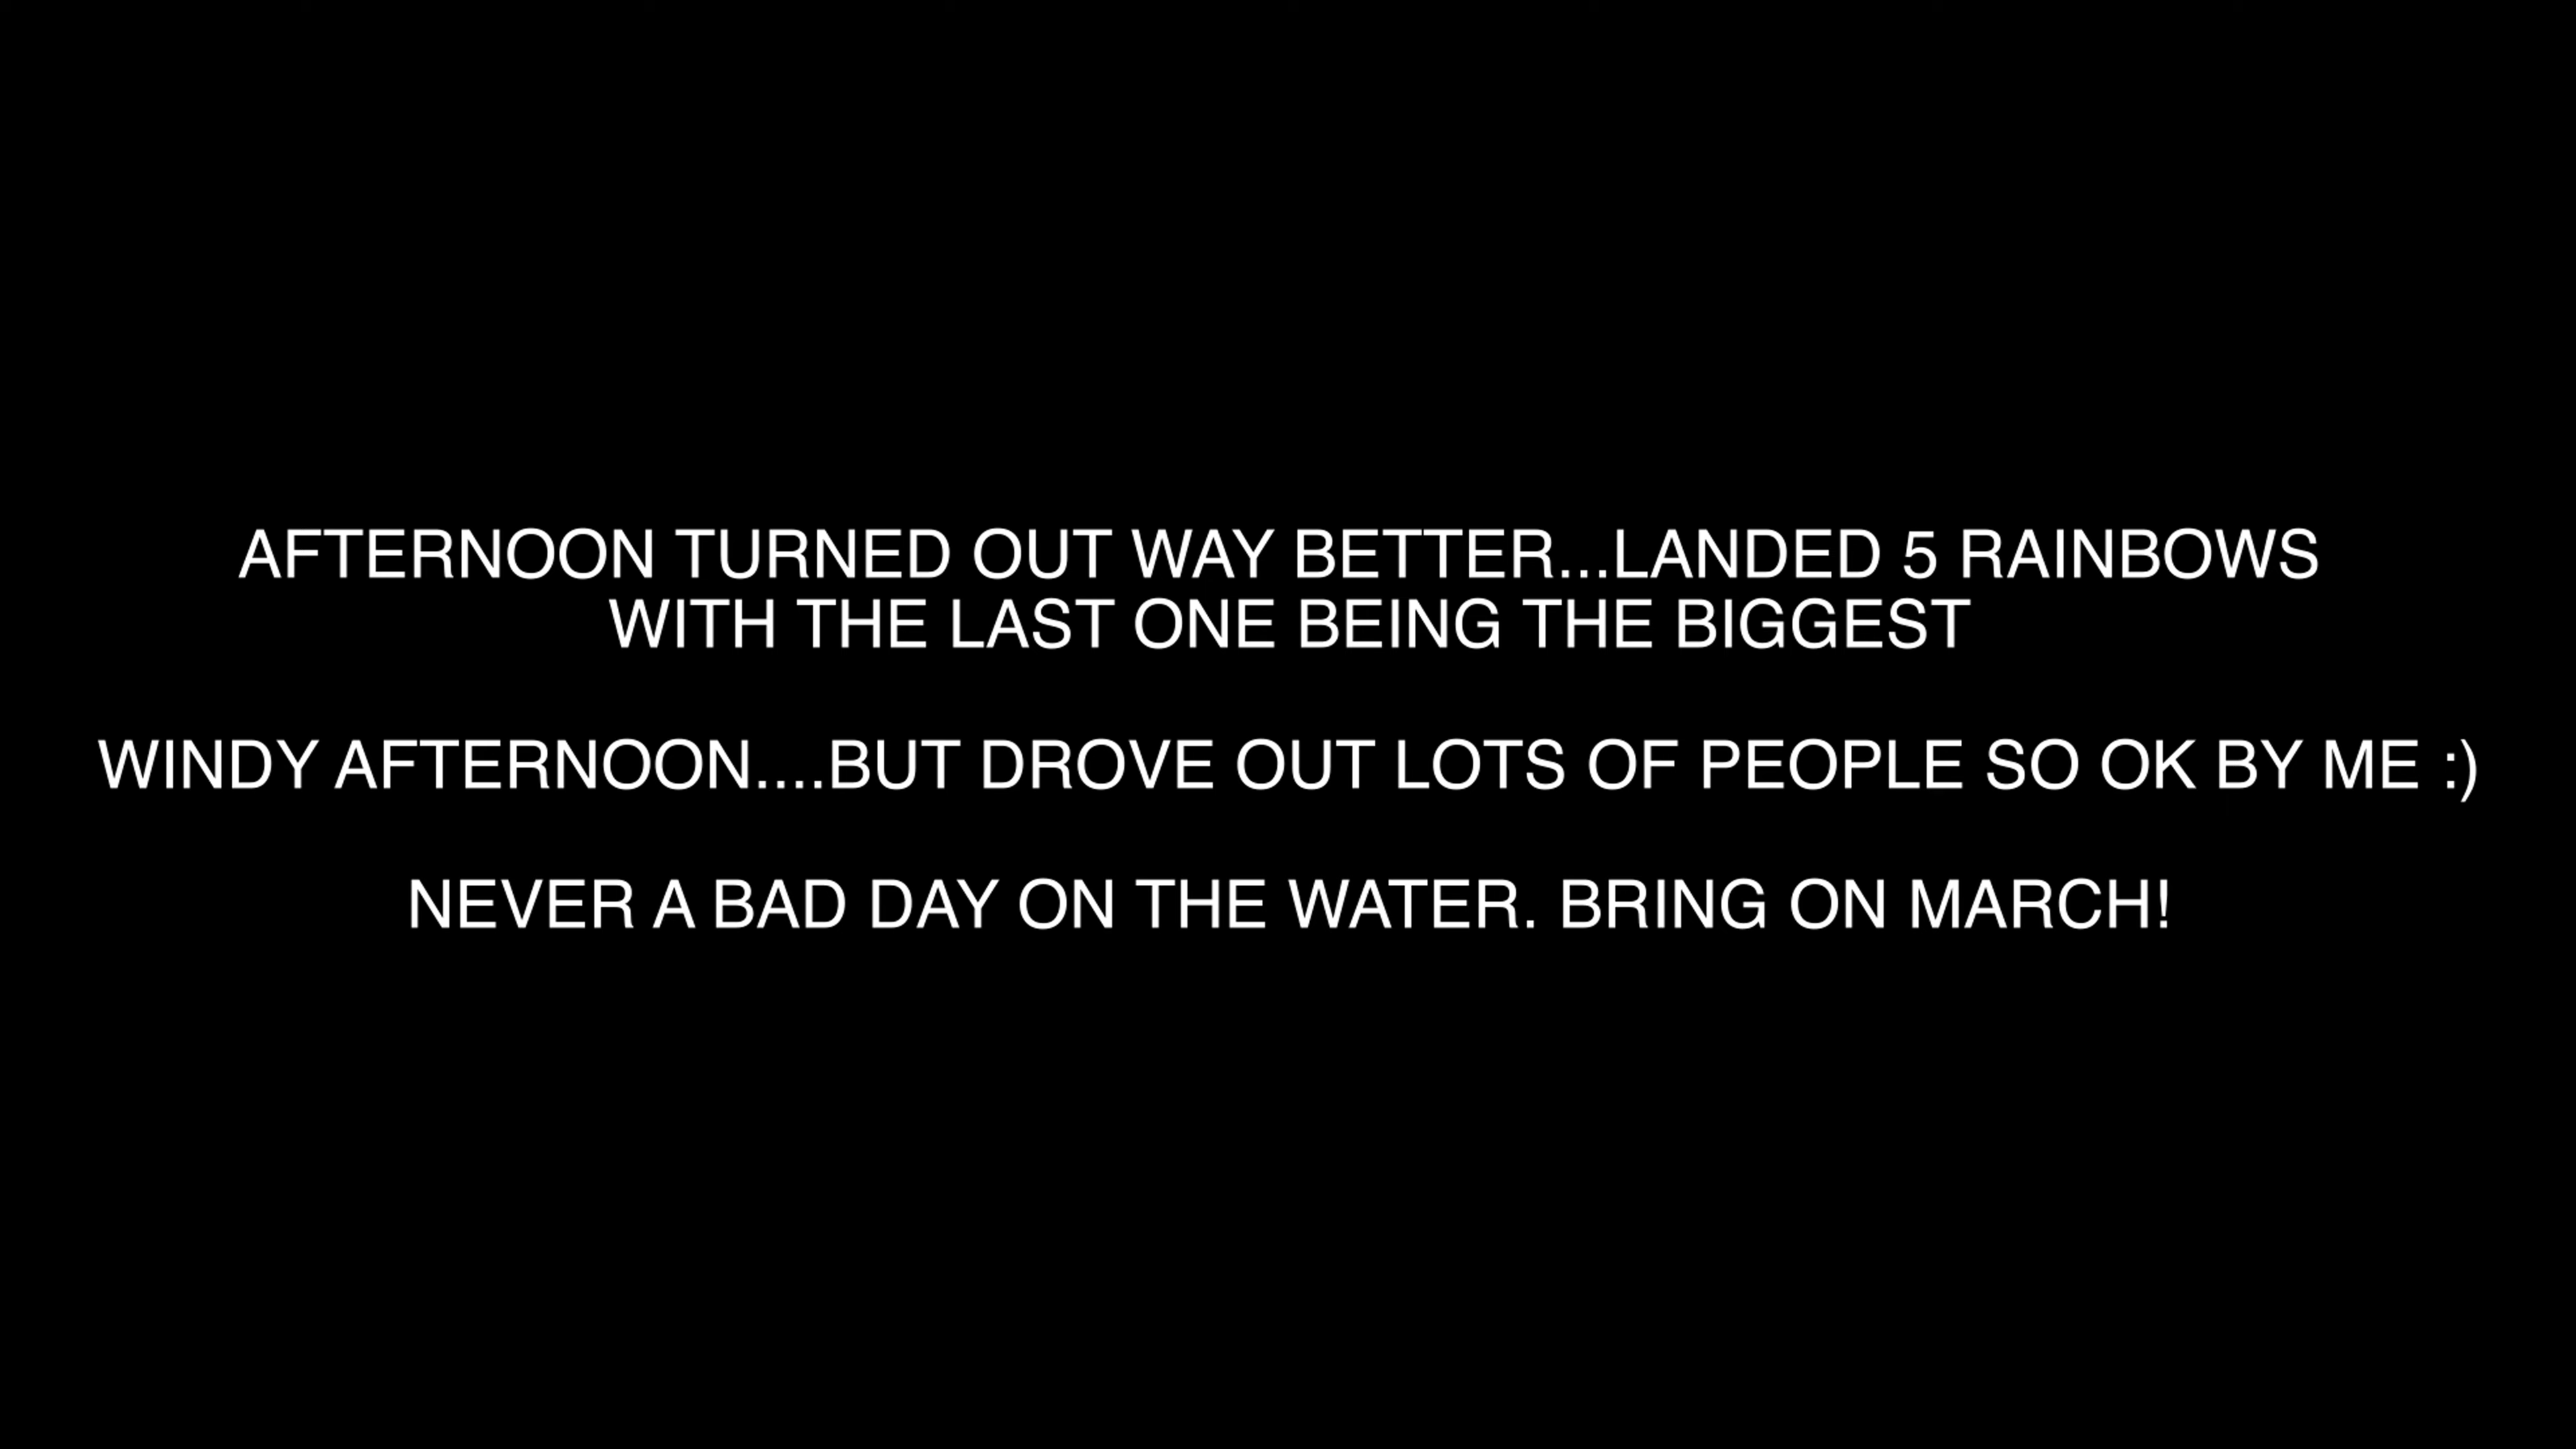 AFTERNOON TURNED OUT WAY BETTER...LANDED 5 RAINBOWS
WITH THE LAST ONE BEING THE BIGGEST
WINDY AFTERNOON....BUT DROVE OUT LOTS OF PEOPLE SO OK BY ME :)
NEVER A BAD DAY ON THE WATER. BRING ON MARCH!